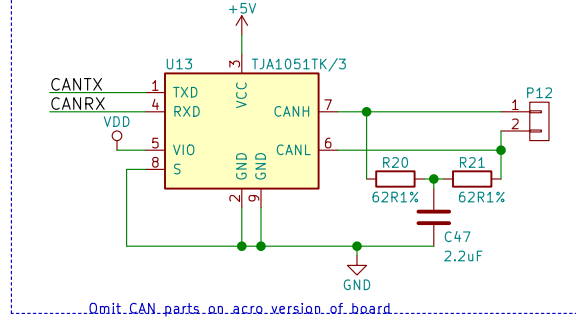 +5V
U13 TJA1051TK/3
3
VCC
CANTX 1 TXD
CANRX 4 RXD CANH 7
VDD
5 VIO CANL 6
8 S
GND GND
2 9
P12
1
2
R20 R21
62R1% 62R1%
C47
2.2uF
GND
Omit CAN parts on acro version of board